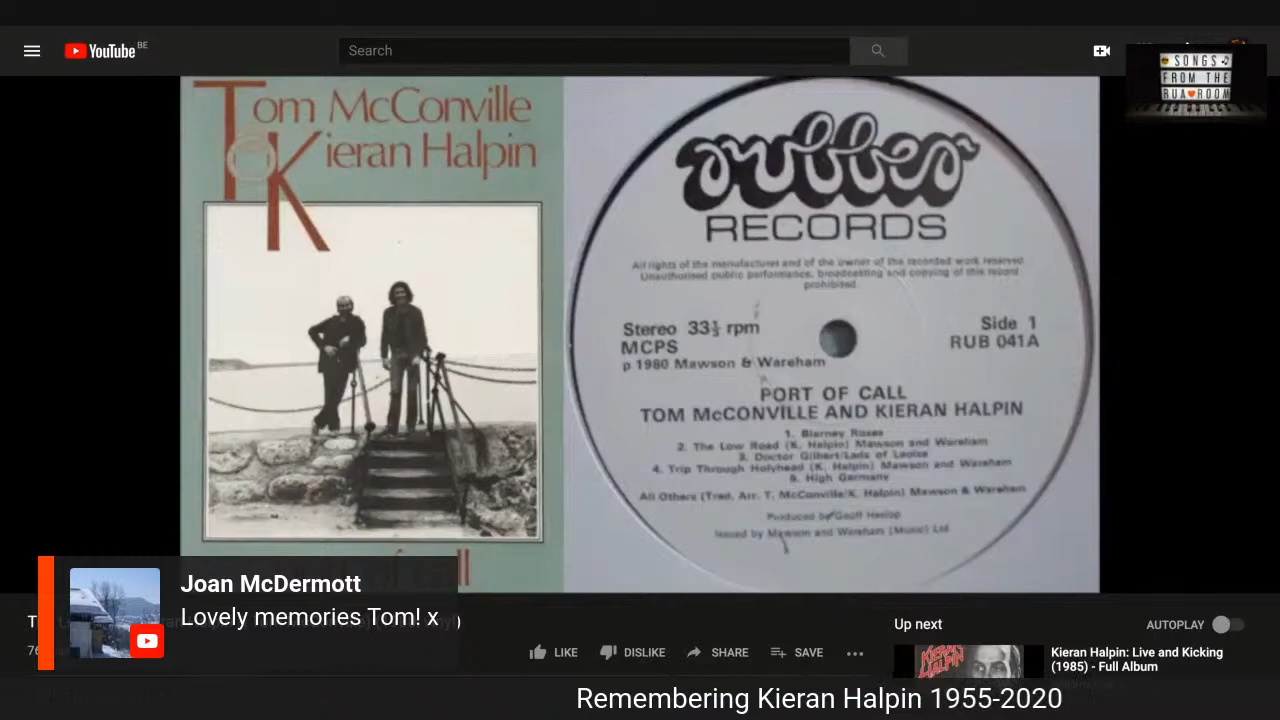 YouTube BE
Search
SONGS
FROM THE
RUA ROOM
Tom McConville
Kieran Halpin
rubber
RECORDS
All rights of the manufacturers and of the owner of the recorded work reserved
Unauthorised public performance, broadcasting and copying of this record
prohibited.
Stereo 33⅓ rpm
MCPS
p 1980 Mawson & Wareham
Side 1
RUB 041A
PORT OF CALL
TOM McCONVILLE AND KIERAN HALPIN
1. Blarney Roses
2. The Low Road (K. Halpin) Mawson and Wareham
3. Doctor Gilbert/Lads of Laoise
4. Trip Through Holyhead (K. Halpin) Mawson and Wareham
5. High Germany
All Others (Trad. Arr. T. McConville/K. Halpin) Mawson & Wareham
Produced by Geoff Heslop
Issued by Mawson and Wareham (Music) Ltd
Joan McDermott
Lovely memories Tom! x
LIKE
DISLIKE
SHARE
SAVE
Up next
AUTOPLAY
KIERAN
HALPIN
Kieran Halpin: Live and Kicking
(1985) - Full Album
Remembering Kieran Halpin 1955-2020